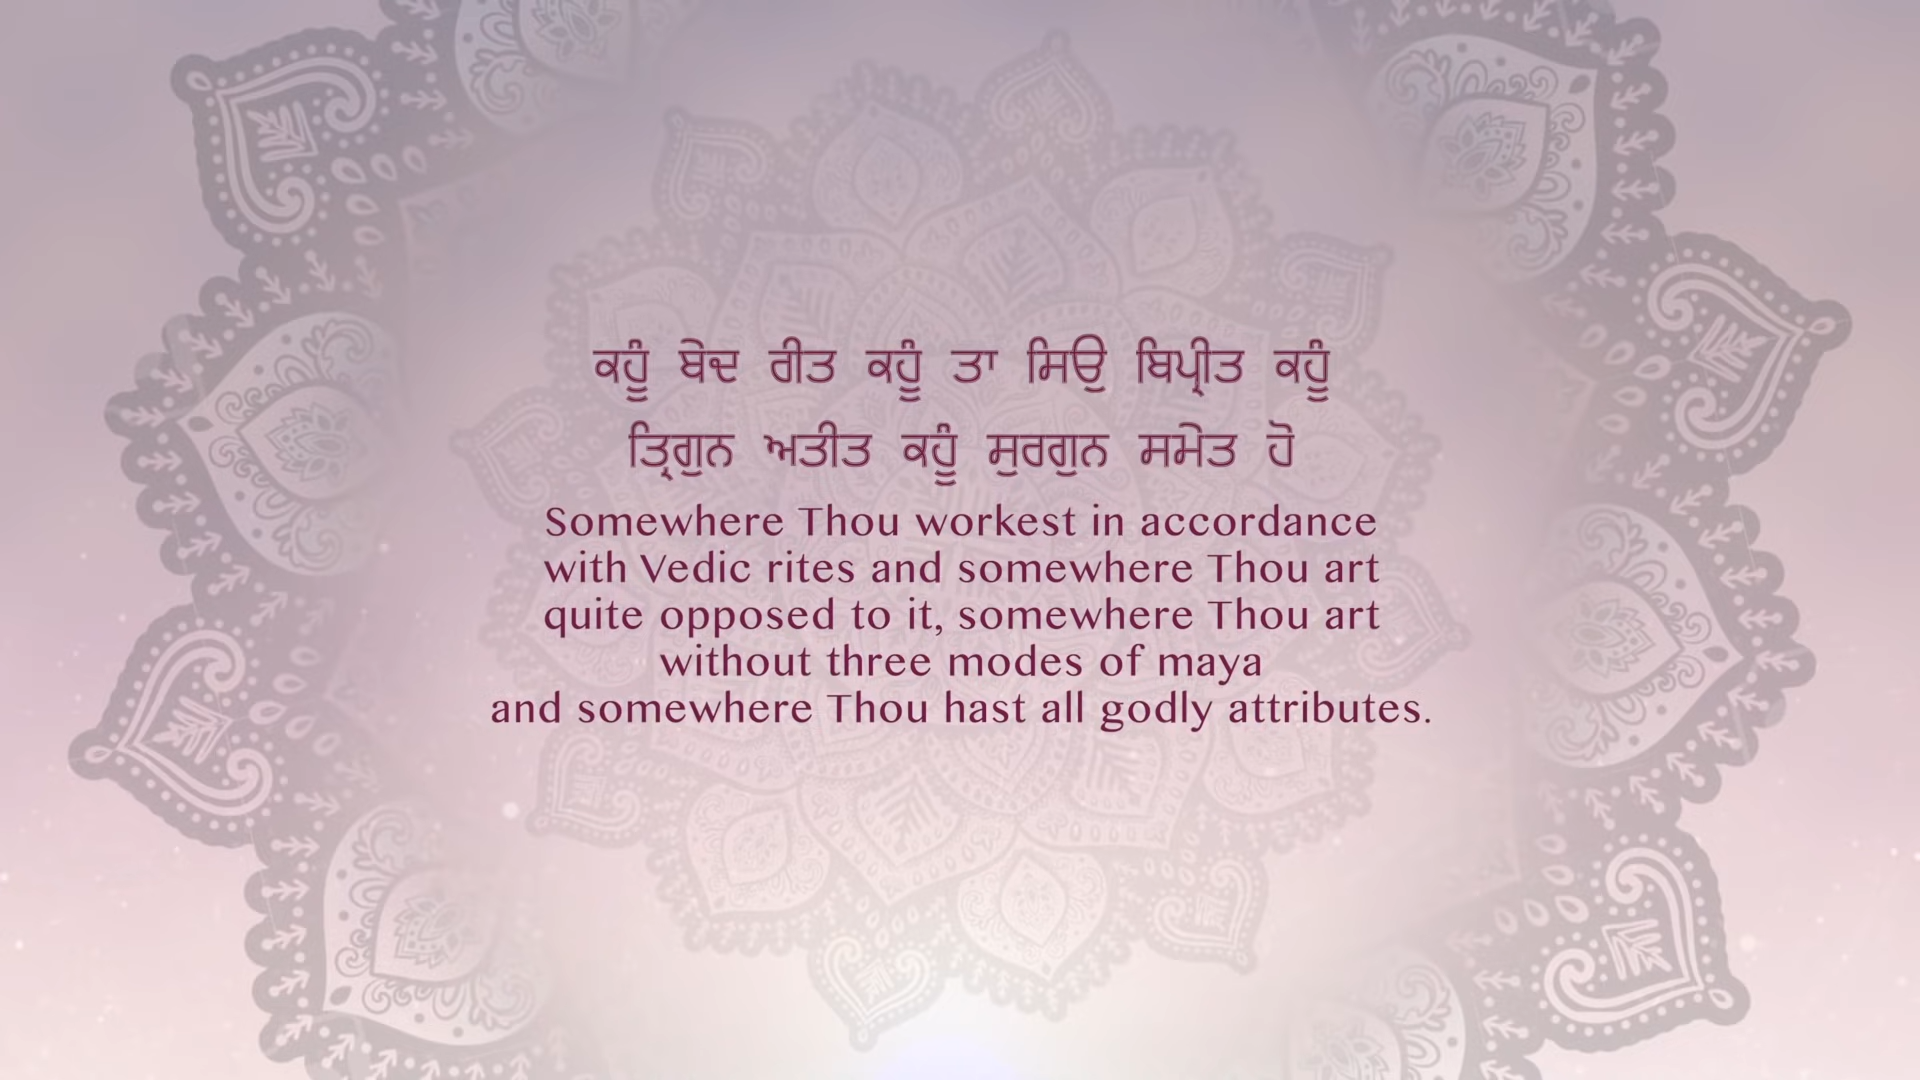 ਕਹੂੰ ਬੇਦ ਰੀਤ ਕਹੂੰ ਤਾ ਸਿਉ ਬਿਪ੍ਰੀਤ ਕਹੂੰ
ਤ੍ਰਿਗੁਨ ਅਤੀਤ ਕਹੂੰ ਸੁਰਗੁਨ ਸਮੇਤ ਹੋ
Somewhere Thou workest in accordance
with Vedic rites and somewhere Thou art
quite opposed to it, somewhere Thou art
without three modes of maya
and somewhere Thou hast all godly attributes.